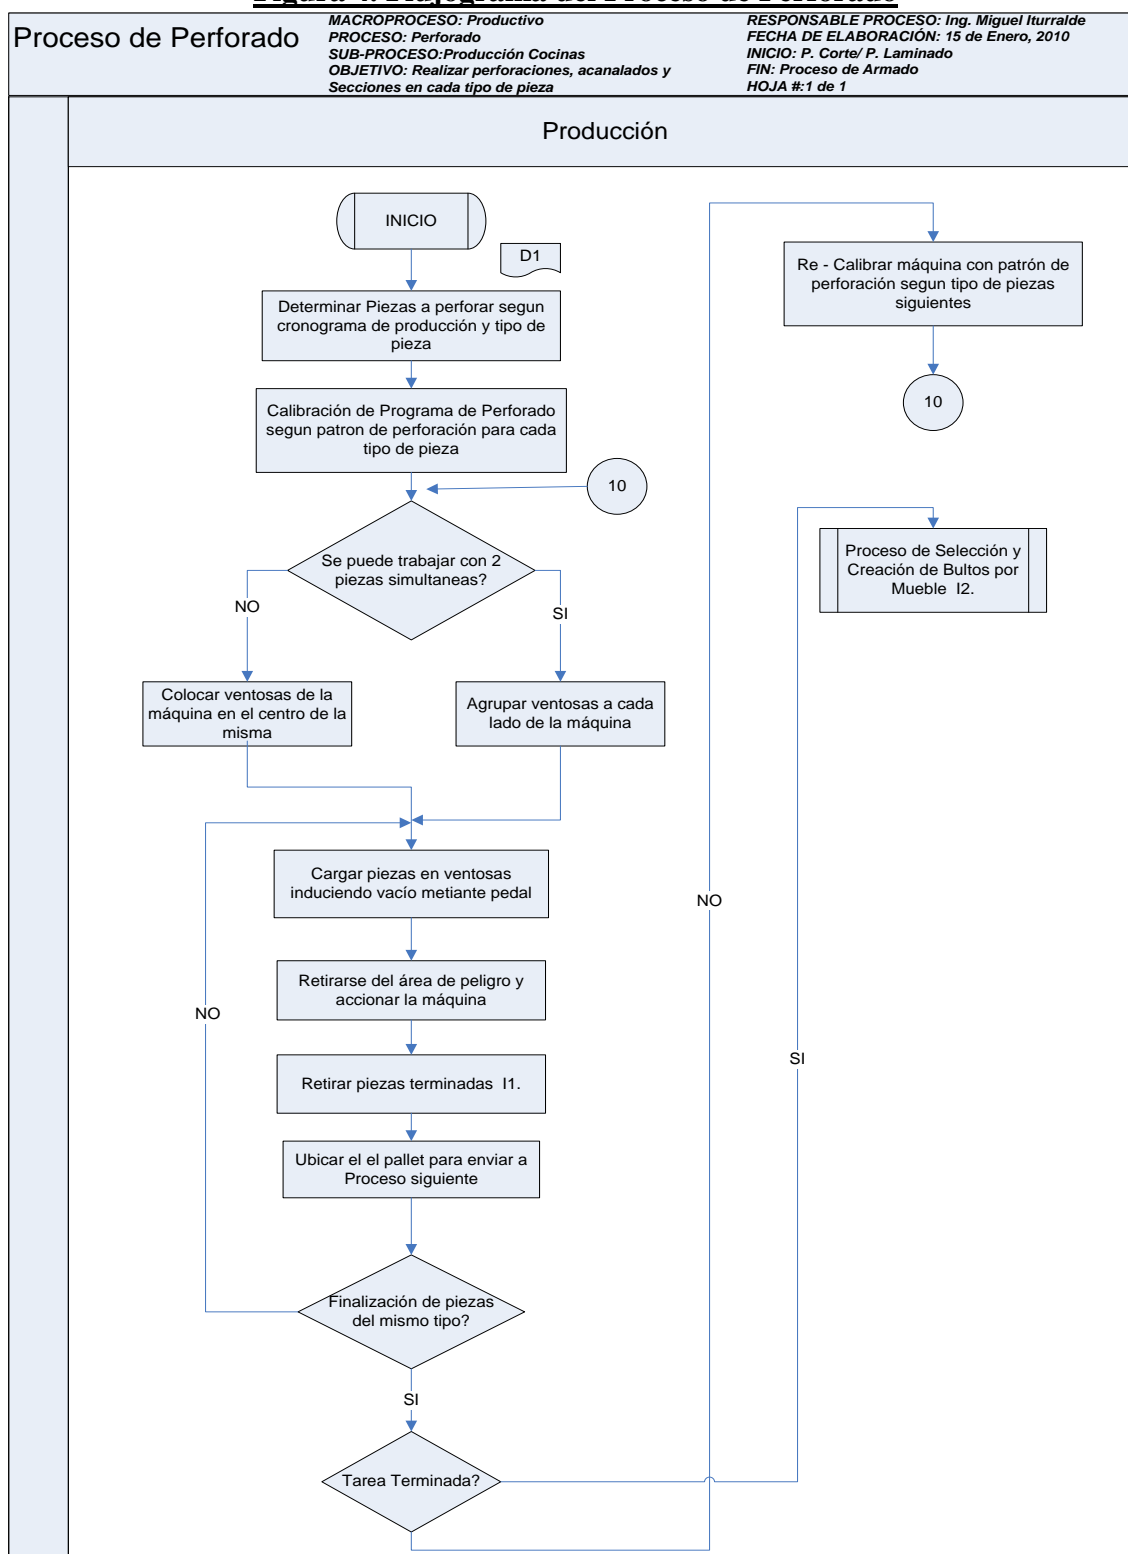 Figura 4. Flujograma del Proceso de Perforado
Proceso de Perforado
MACROPROCESO: Productivo
PROCESO: Perforado
SUB-PROCESO:Producción Cocinas
OBJETIVO: Realizar perforaciones, acanalados y
Secciones en cada tipo de pieza
RESPONSABLE PROCESO: Ing. Miguel Iturralde
FECHA DE ELABORACIÓN: 15 de Enero, 2010
INICIO: P. Corte/ P. Laminado
FIN: Proceso de Armado
HOJA #:1 de 1
Producción
INICIO
D1
Determinar Piezas a perforar segun
cronograma de producción y tipo de
pieza
Calibración de Programa de Perforado
segun patron de perforación para cada
tipo de pieza
10
Se puede trabajar con 2
piezas simultaneas?
NO
SI
Colocar ventosas de la
máquina en el centro de la
misma
Agrupar ventosas a cada
lado de la máquina
Cargar piezas en ventosas
induciendo vacío metiante pedal
Retirarse del área de peligro y
accionar la máquina
NO
Retirar piezas terminadas I1.
Ubicar el el pallet para enviar a
Proceso siguiente
Finalización de piezas
del mismo tipo?
SI
Tarea Terminada?
NO
SI
Re - Calibrar máquina con patrón de
perforación segun tipo de piezas
siguientes
10
Proceso de Selección y
Creación de Bultos por
Mueble I2.